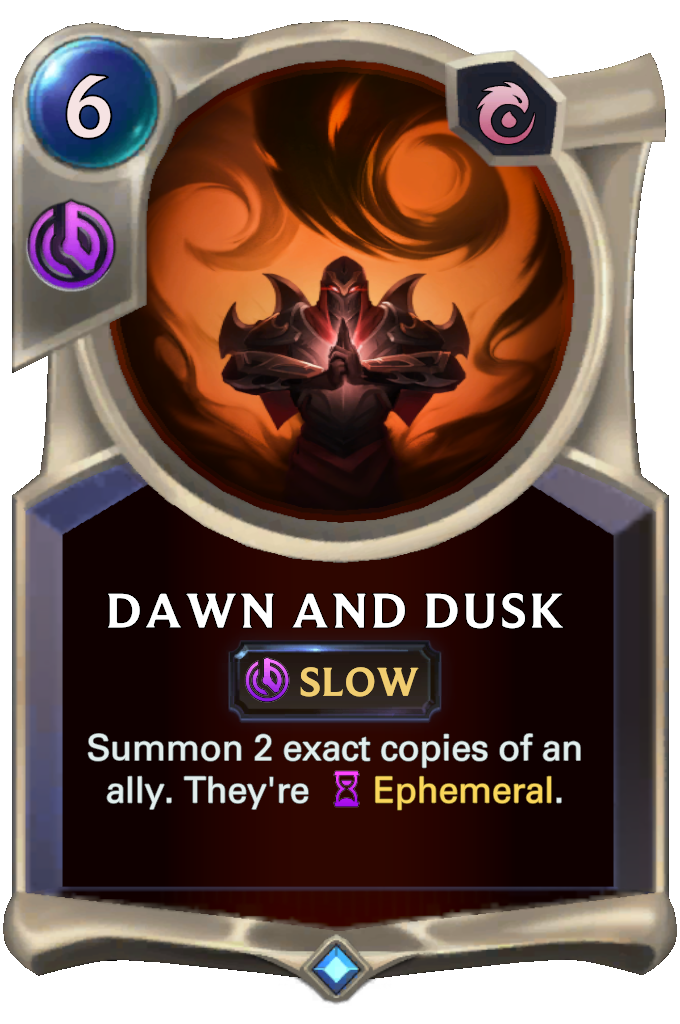 6
DAWN AND DUSK
SLOW
Summon 2 exact copies of an
ally. They're Ephemeral.